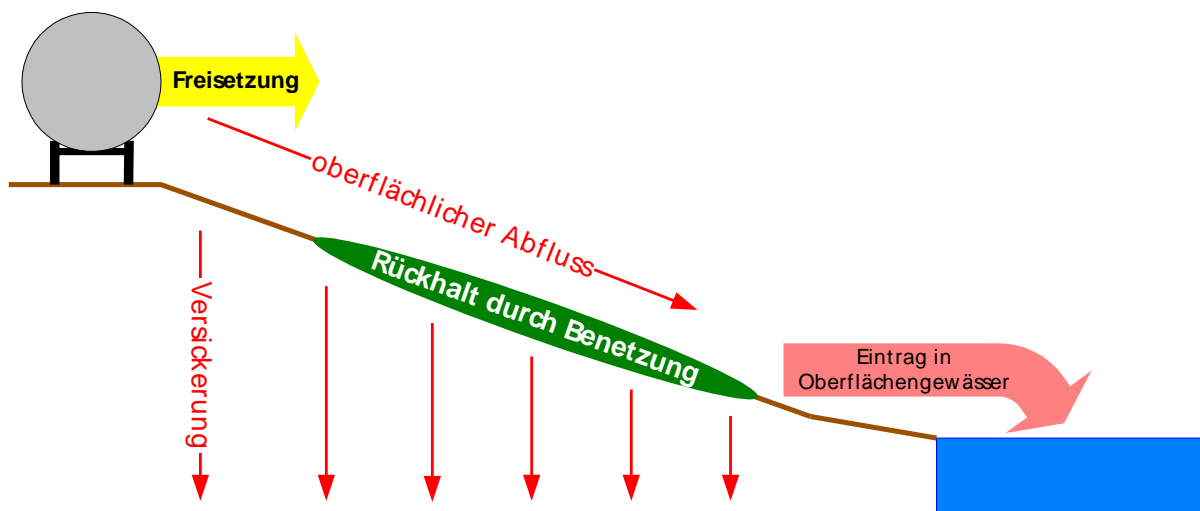 Freisetzung
oberflächlicher Abfluss
Rückhalt durch Benetzung
Versickerung
Eintrag in
Oberflächengewässer